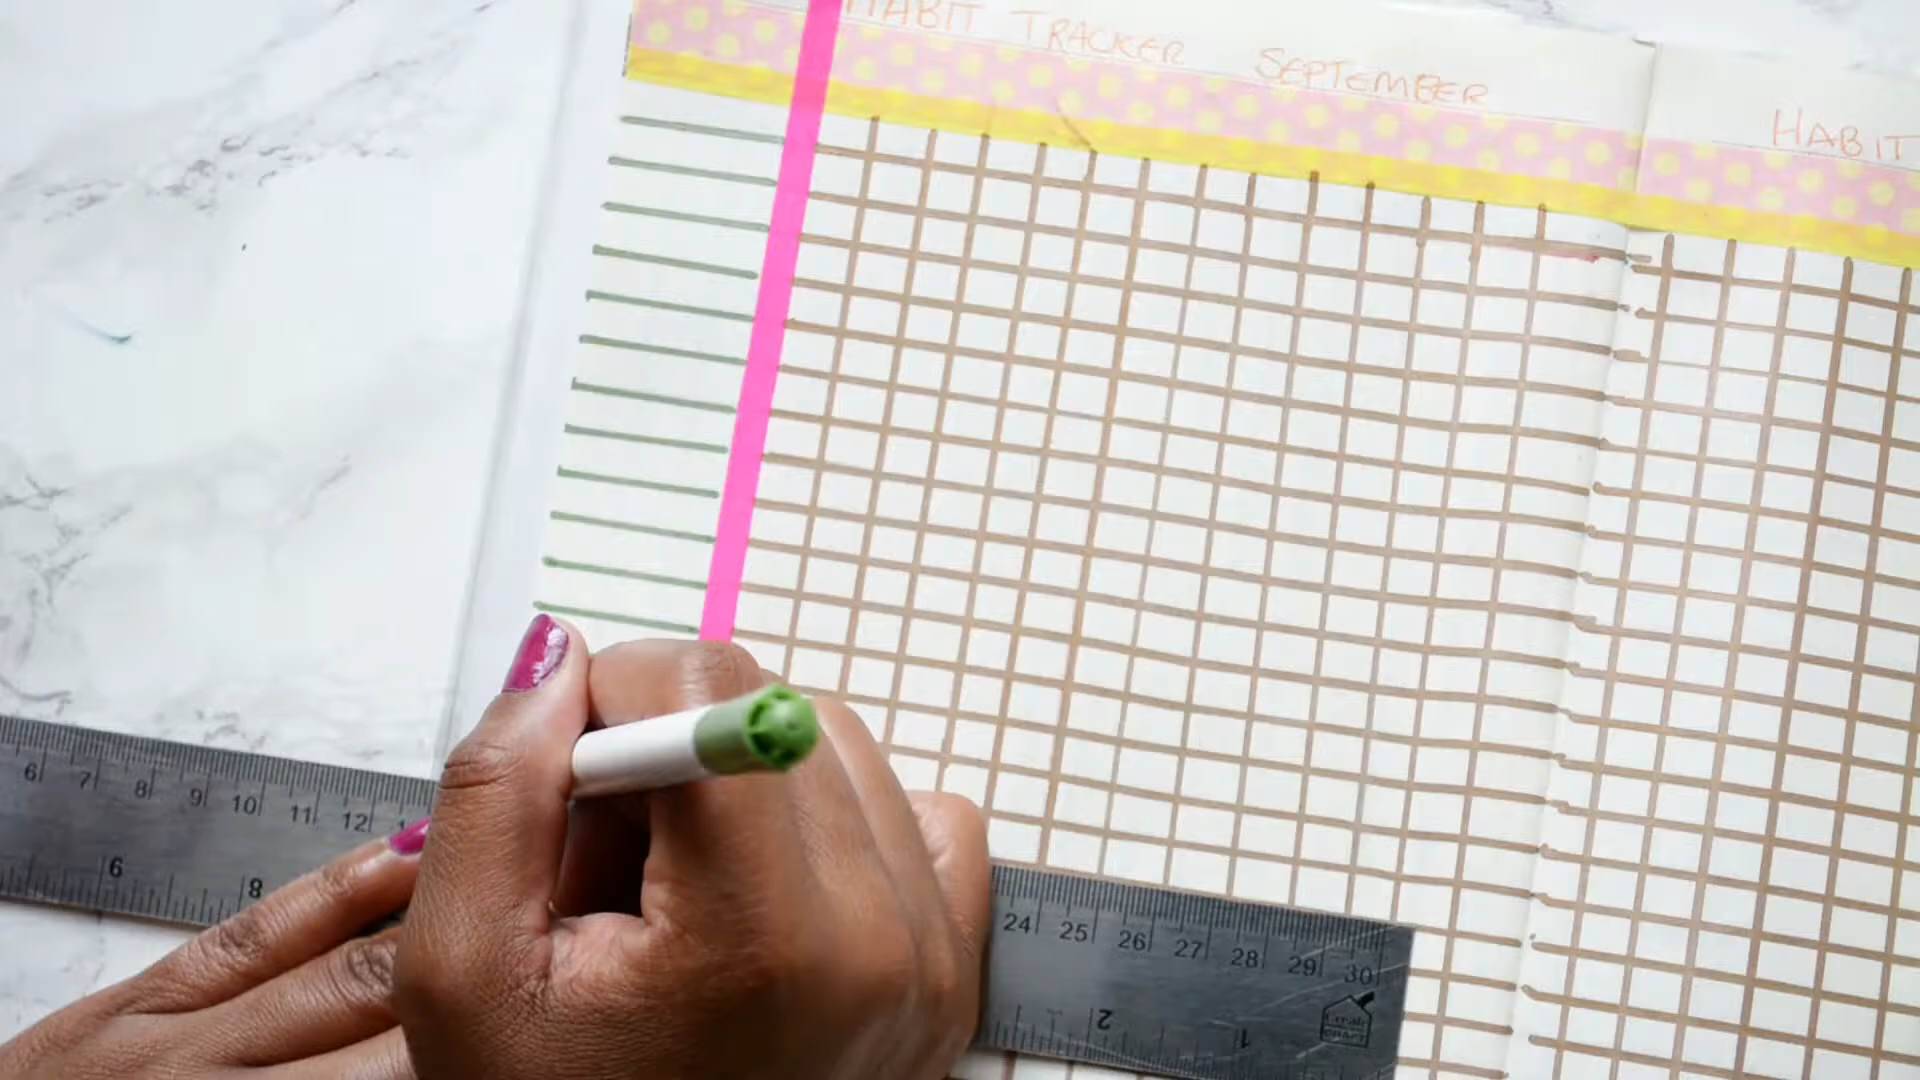 HABIT TRACKER SEPTEMBER
HABIT
6 7 8 9 10 11 12
24 25 26 27 28 29 30
6 8
2 1